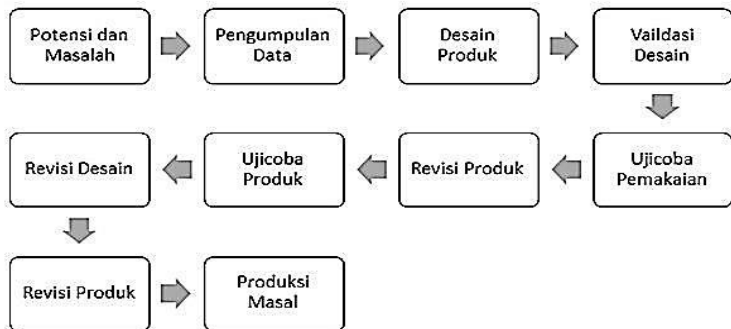 Potensi dan
Masalah
Pengumpulan
Data
Desain
Produk
Vaildasi
Desain
Ujicoba
Pemakaian
Revisi Produk
Ujicoba
Produk
Revisi Desain
Revisi Produk
Produksi
Masal